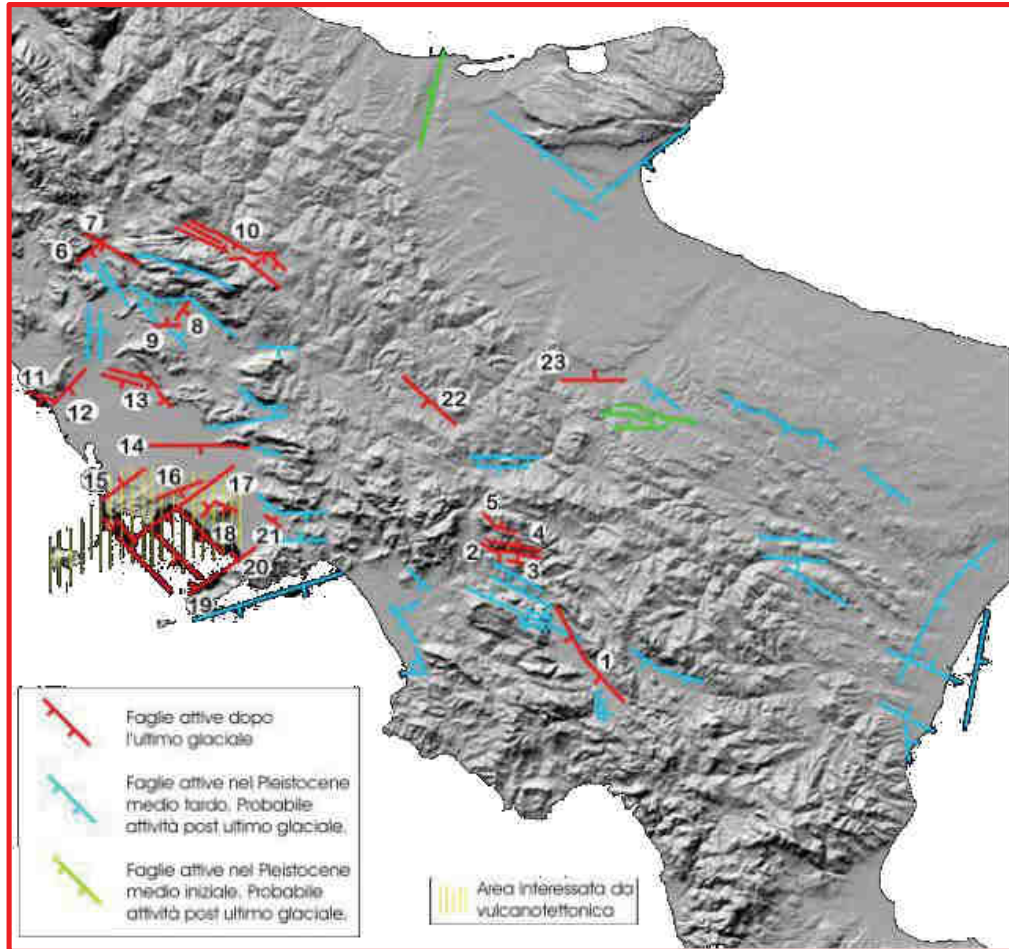 7
10
6
8
9
23
11
12
13
22
14
15
16
17
5
18
21
4
2
20
3
19
1
Faglie attive dopo
l'ultimo glaciale
Faglie attive nel Pleistocene
medio tardo. Probabile
attività post ultimo glaciale.
Faglie attive nel Pleistocene
medio iniziale. Probabile
attività post ultimo glaciale.
Area interessata da
vulcanotettonica